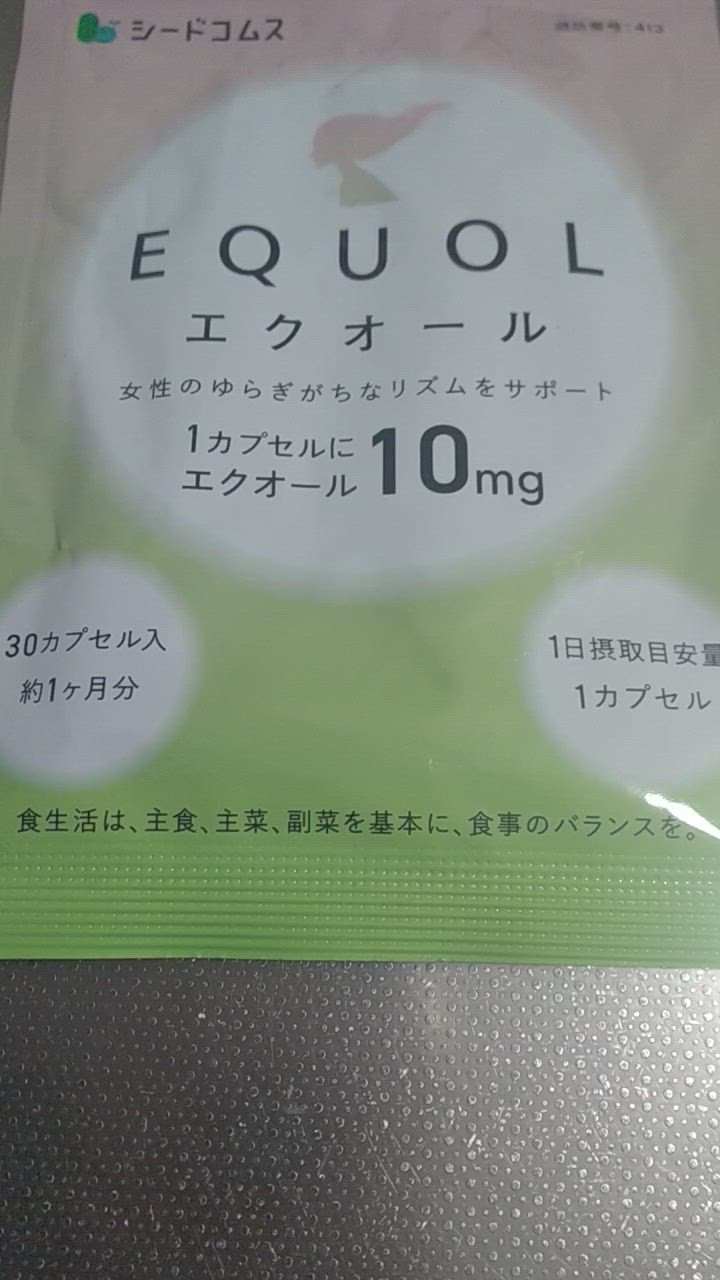 シードコムス
EQUOL
エクオール
女性のゆらぎがちなリズムをサポート
1カプセルに
エクオール 10mg
30カプセル入
約1ヶ月分
1日摂取目安量
1カプセル
食生活は、主食、主菜、副菜を基本に、食事のバランスを。